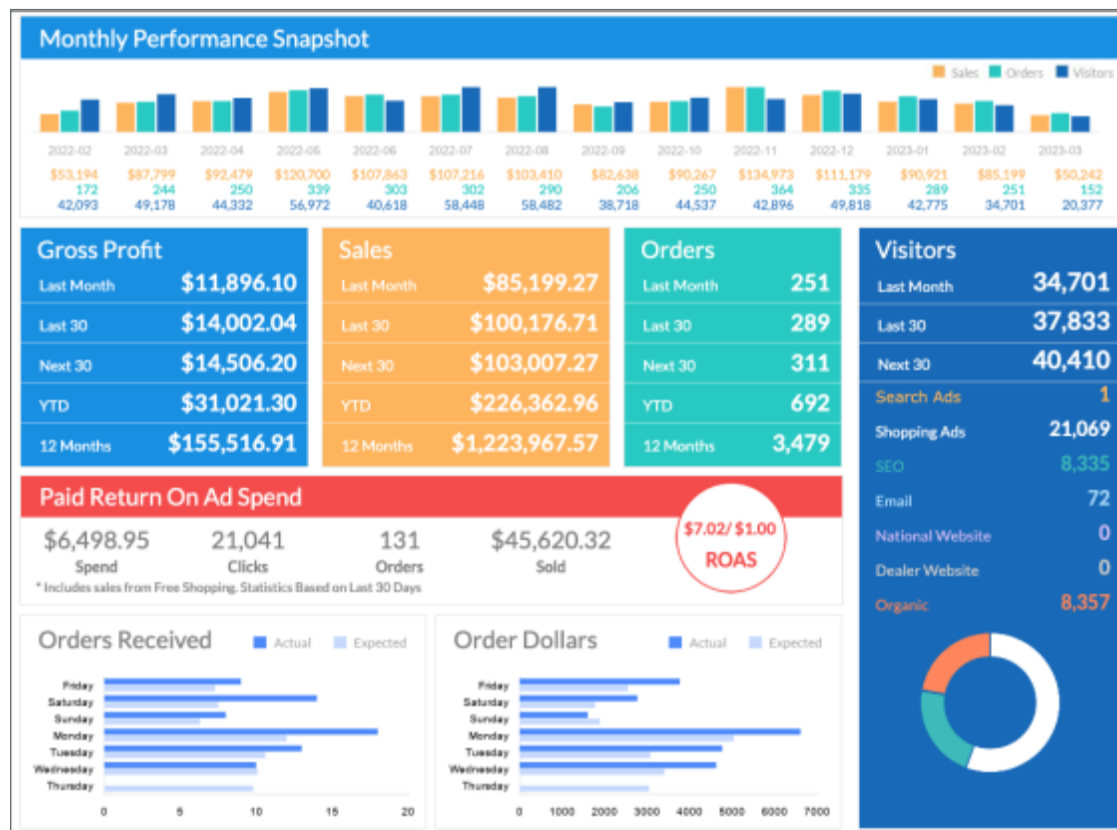 Monthly Performance Snapshot
Sales Orders Visitors
2022-02 2022-03 2022-04 2022-05 2022-06 2022-07 2022-08 2022-09 2022-10 2022-11 2022-12 2023-01 2023-02 2023-03
$53,194 $87,799 $92,479 $120,700 $107,863 $107,216 $103,410 $82,638 $90,267 $134,973 $111,179 $90,921 $85,199 $50,242
172 244 250 339 303 302 290 206 250 364 335 289 251 152
42,093 49,178 44,332 56,972 40,618 58,448 58,482 38,718 44,537 42,896 49,818 42,775 34,701 20,377
Gross Profit
Last Month $11,896.10
Last 30 $14,002.04
Next 30 $14,506.20
YTD $31,021.30
12 Months $155,516.91
Sales
Last Month $85,199.27
Last 30 $100,176.71
Next 30 $103,007.27
YTD $226,362.96
12 Months $1,223,967.57
Orders
Last Month 251
Last 30 289
Next 30 311
YTD 692
12 Months 3,479
Visitors
Last Month 34,701
Last 30 37,833
Next 30 40,410
Search Ads 1
Shopping Ads 21,069
SEO 8,335
Email 72
National Website 0
Dealer Website 0
Organic 8,357
Paid Return On Ad Spend
$6,498.95 21,041 131 $45,620.32
Spend Clicks Orders Sold
* Includes sales from Free Shopping. Statistics Based on Last 30 Days
$7.02/ $1.00
ROAS
Orders Received
Actual Expected
Friday
Saturday
Sunday
Monday
Tuesday
Wednesday
Thursday
0 5 10 15 20
Order Dollars
Actual Expected
Friday
Saturday
Sunday
Monday
Tuesday
Wednesday
Thursday
0 1000 2000 3000 4000 5000 6000 7000